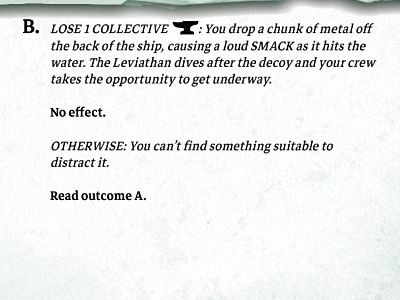 B. LOSE 1 COLLECTIVE : You drop a chunk of metal off
the back of the ship, causing a loud SMACK as it hits the
water. The Leviathan dives after the decoy and your crew
takes the opportunity to get underway.
No effect.
OTHERWISE: You can't find something suitable to
distract it.
Read outcome A.